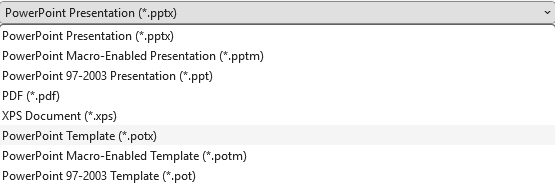 PowerPoint Presentation (*.pptx)
PowerPoint Presentation (*.pptx)
PowerPoint Macro-Enabled Presentation (*.pptm)
PowerPoint 97-2003 Presentation (*.ppt)
PDF (*.pdf)
XPS Document (*.xps)
PowerPoint Template (*.potx)
PowerPoint Macro-Enabled Template (*.potm)
PowerPoint 97-2003 Template (*.pot)